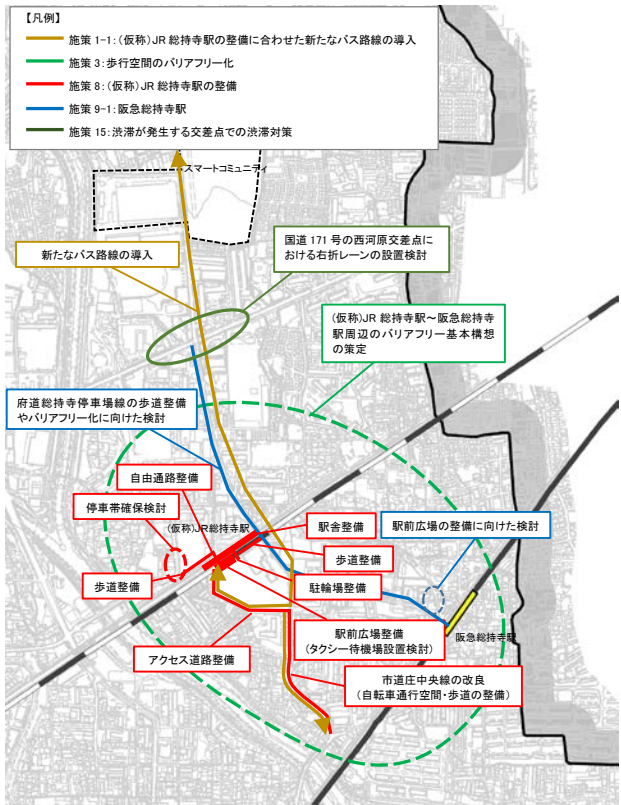 【凡例】
施策 1-1:(仮称)JR 総持寺駅の整備に合わせた新たなバス路線の導入
施策 3:歩行空間のバリアフリー化
施策 8:(仮称)JR 総持寺駅の整備
施策 9-1:阪急総持寺駅
施策 15:渋滞が発生する交差点での渋滞対策
スマートコミュニティ
新たなバス路線の導入
国道 171 号の西河原交差点に
おける右折レーンの設置検討
(仮称)JR 総持寺駅～阪急総持寺
駅周辺のバリアフリー基本構想
の策定
府道総持寺停車場線の歩道整備
やバリアフリー化に向けた検討
自由通路整備
停車帯確保検討
(仮称)JR総持寺駅
駅舎整備
駅前広場の整備に向けた検討
歩道整備
歩道整備
駐輪場整備
駅前広場整備
(タクシー待機場設置検討)
阪急総持寺駅
アクセス道路整備
市道庄中央線の改良
(自転車通行空間・歩道の整備)